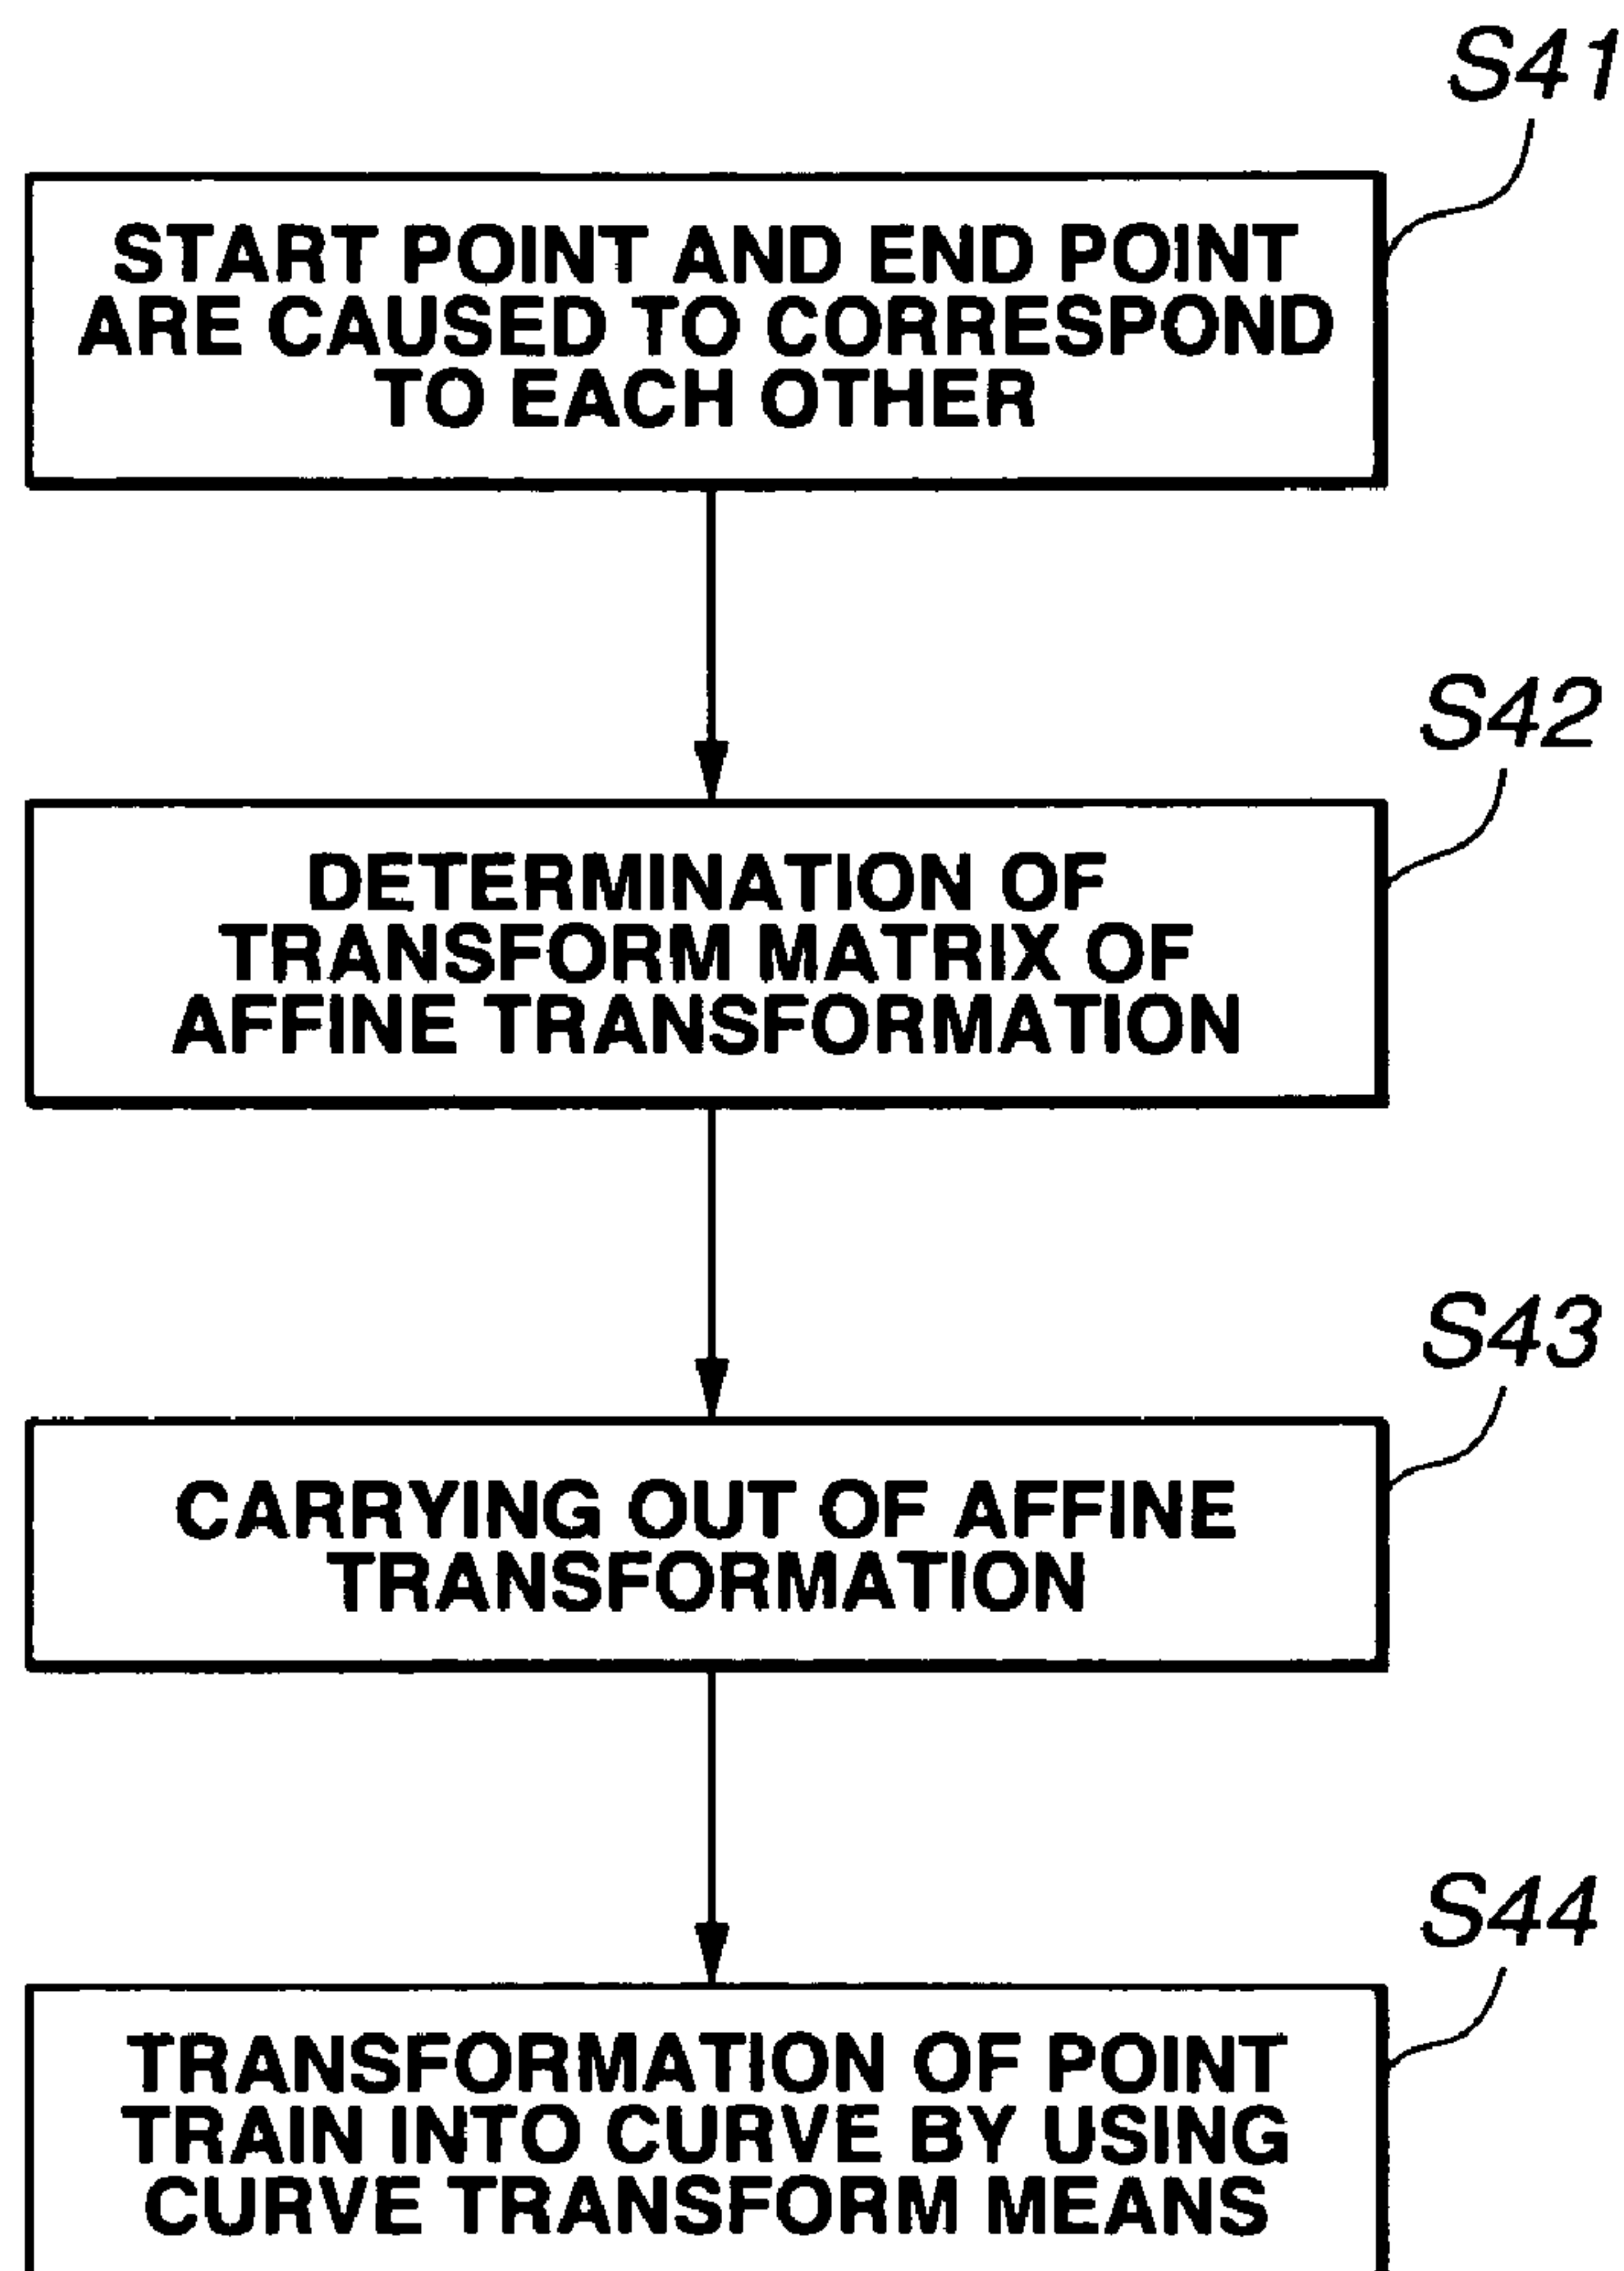 S41
START POINT AND END POINT
ARE CAUSED TO CORRESPOND
TO EACH OTHER
S42
DETERMINATION OF
TRANSFORM MATRIX OF
AFFINE TRANSFORMATION
S43
CARRYING OUT OF AFFINE
TRANSFORMATION
S44
TRANSFORMATION OF POINT
TRAIN INTO CURVE BY USING
CURVE TRANSFORM MEANS